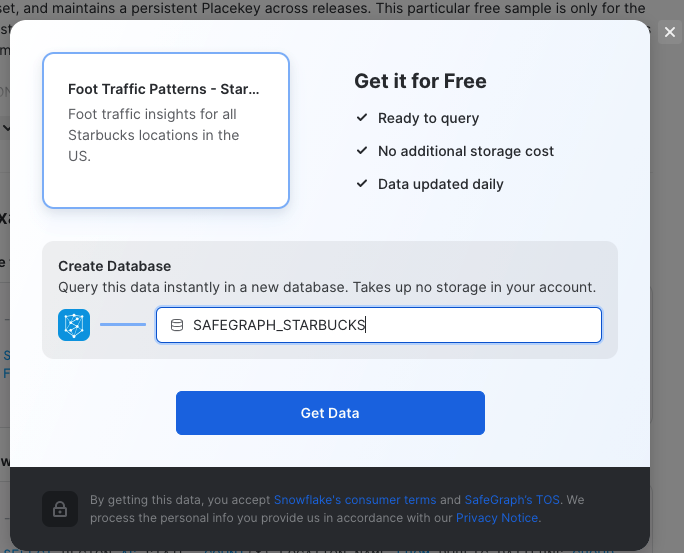 set, and maintains a persistent Placekey across releases. This particular free sample is only for the
Foot Traffic Patterns - Star...
Foot traffic insights for all
Starbucks locations in the
US.
Get it for Free
Ready to query
No additional storage cost
Data updated daily
Create Database
Query this data instantly in a new database. Takes up no storage in your account.
SAFEGRAPH_STARBUCKS
Get Data
By getting this data, you accept Snowflake's consumer terms and SafeGraph's TOS. We
process the personal info you provide us in accordance with our Privacy Notice.